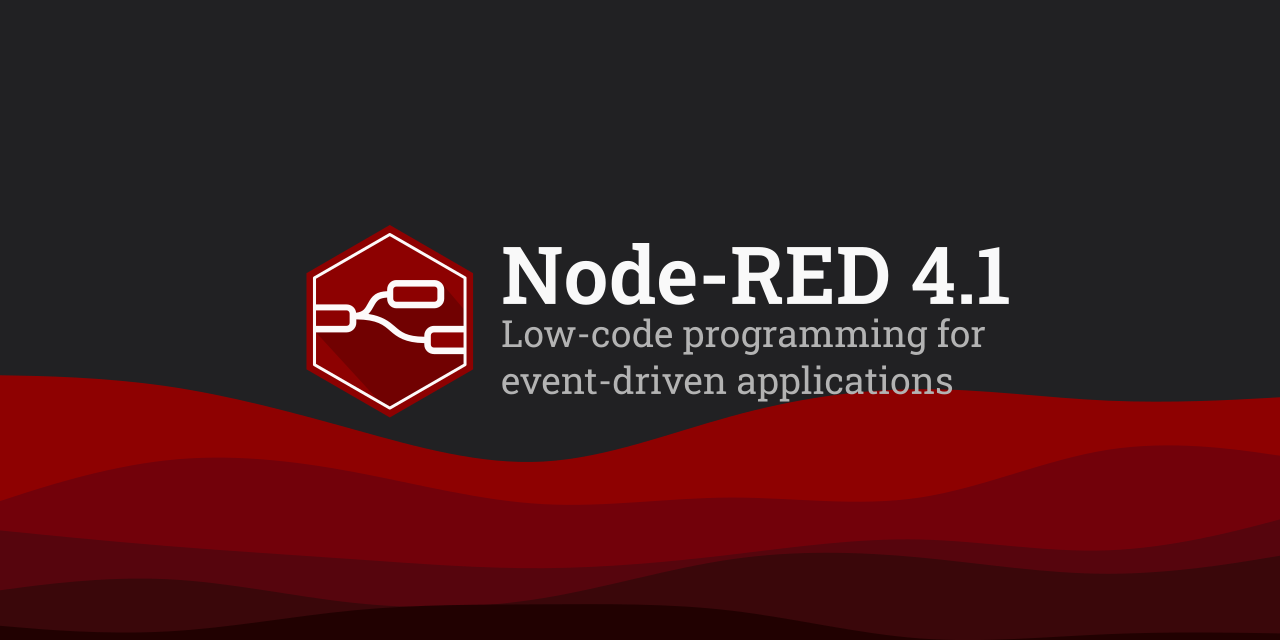 Node-RED 4.1
Low-code programming for
event-driven applications